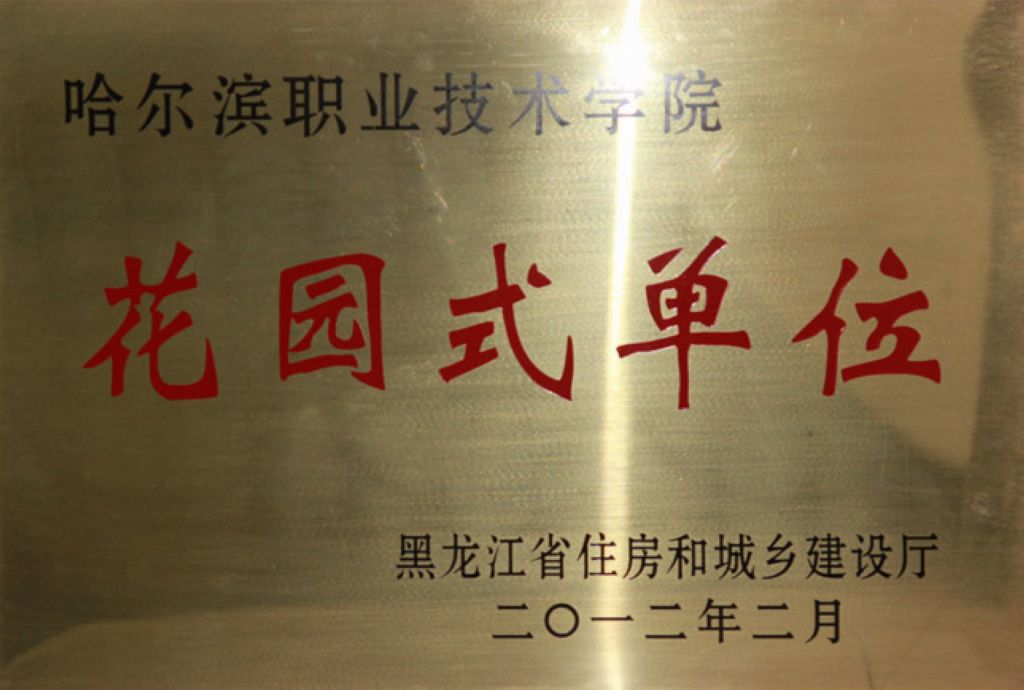 哈尔滨职业技术学院
花园式单位
黑龙江省住房和城乡建设厅
二〇一二年二月